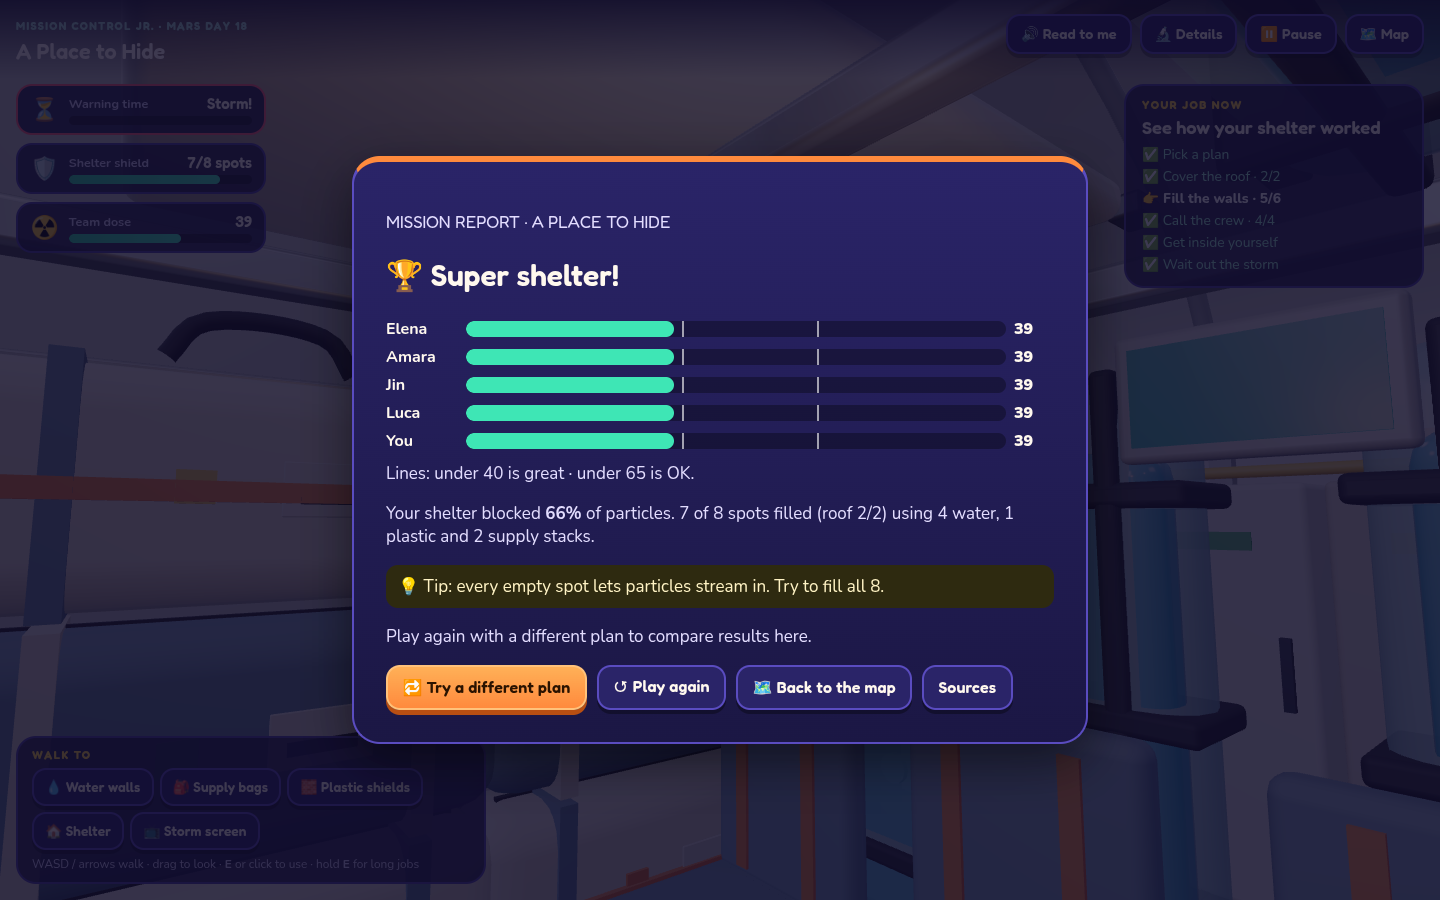 MISSION CONTROL JR. · MARS DAY 18
A Place to Hide
🔊 Read to me
🔬 Details
⏸ Pause
🗺️ Map
⏳ Warning time Storm!
🛡️ Shelter shield 7/8 spots
☢️ Team dose 39
YOUR JOB NOW
See how your shelter worked
✅ Pick a plan
✅ Cover the roof · 2/2
👉 Fill the walls · 5/6
✅ Call the crew · 4/4
✅ Get inside yourself
✅ Wait out the storm
MISSION REPORT · A PLACE TO HIDE
🏆 Super shelter!
Elena 39
Amara 39
Jin 39
Luca 39
You 39
Lines: under 40 is great · under 65 is OK.
Your shelter blocked 66% of particles. 7 of 8 spots filled (roof 2/2) using 4 water, 1
plastic and 2 supply stacks.
💡 Tip: every empty spot lets particles stream in. Try to fill all 8.
Play again with a different plan to compare results here.
🔁 Try a different plan
↺ Play again
🗺️ Back to the map
Sources
WALK TO
💧 Water walls
🎒 Supply bags
🧱 Plastic shields
🏠 Shelter
📺 Storm screen
WASD / arrows walk · drag to look · E or click to use · hold E for long jobs